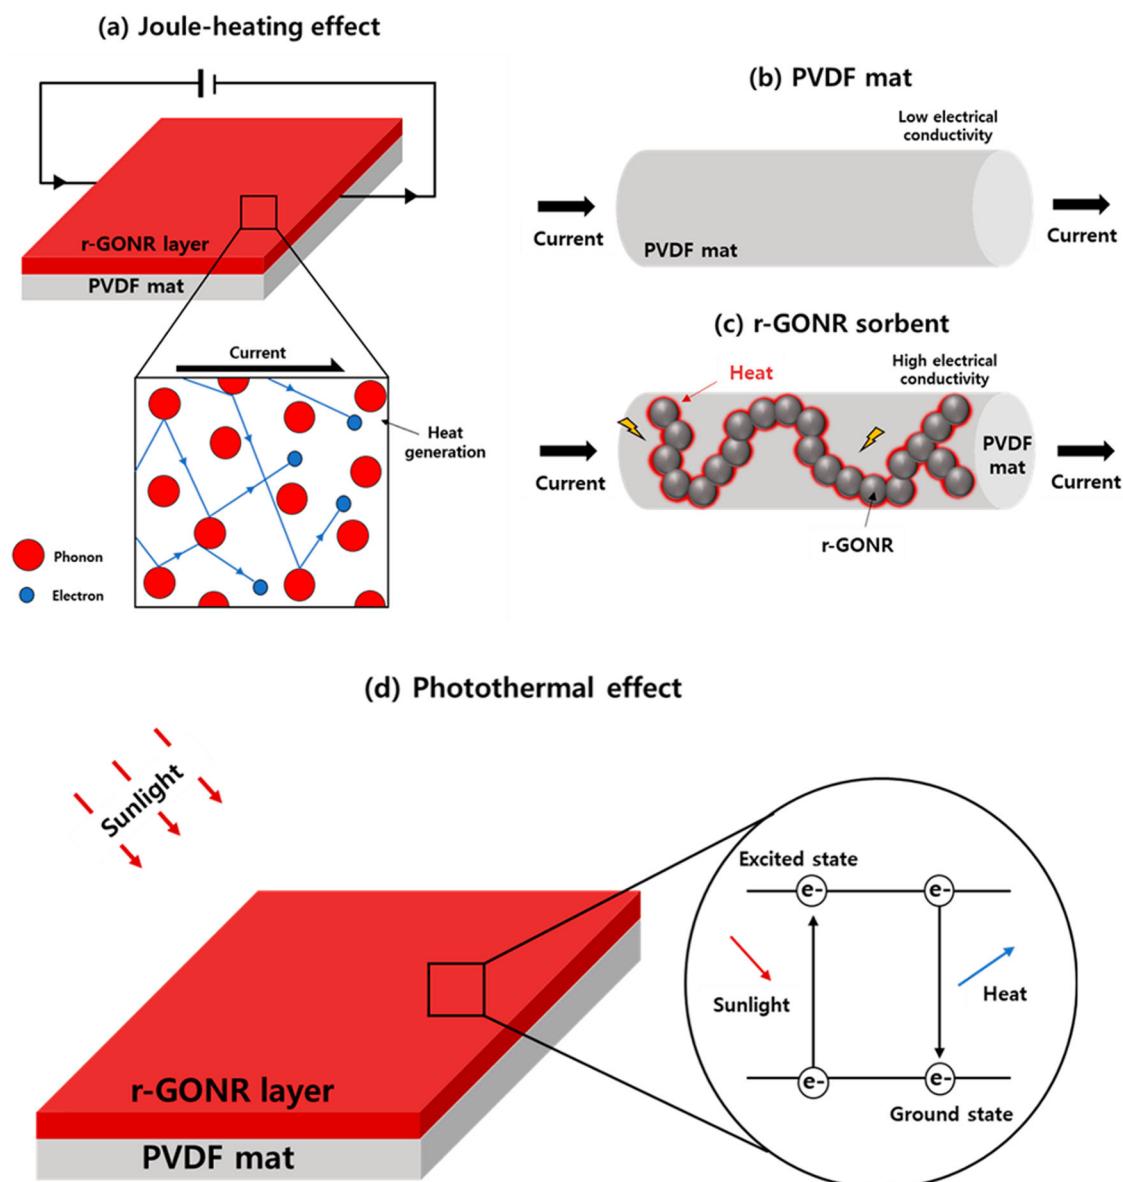 (a) Joule-heating effect
r-GONR layer
PVDF mat
Current
Heat
generation
Phonon
Electron
(b) PVDF mat
Low electrical
conductivity
Current
PVDF mat
Current
(c) r-GONR sorbent
Heat
High electrical
conductivity
Current
PVDF
mat
Current
r-GONR
(d) Photothermal effect
Sunlight
r-GONR layer
PVDF mat
Excited state
e-
e-
Sunlight
Heat
e-
e-
Ground state